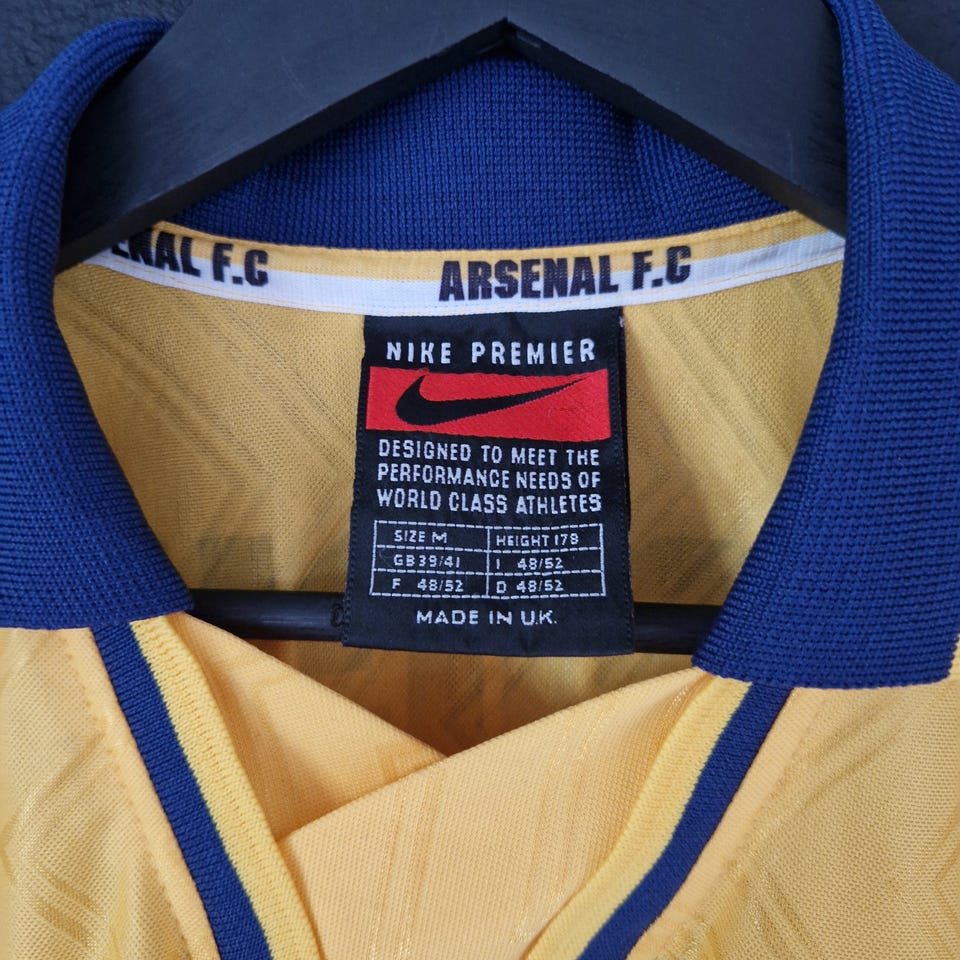 ENAL F.C
ARSENAL F.C
NIKE PREMIER
DESIGNED TO MEET THE
PERFORMANCE NEEDS OF
WORLD CLASS ATHLETES
SIZE M HEIGHT 178
GB 39/41 I 48/52
F 48/52 D 48/52
MADE IN U.K.